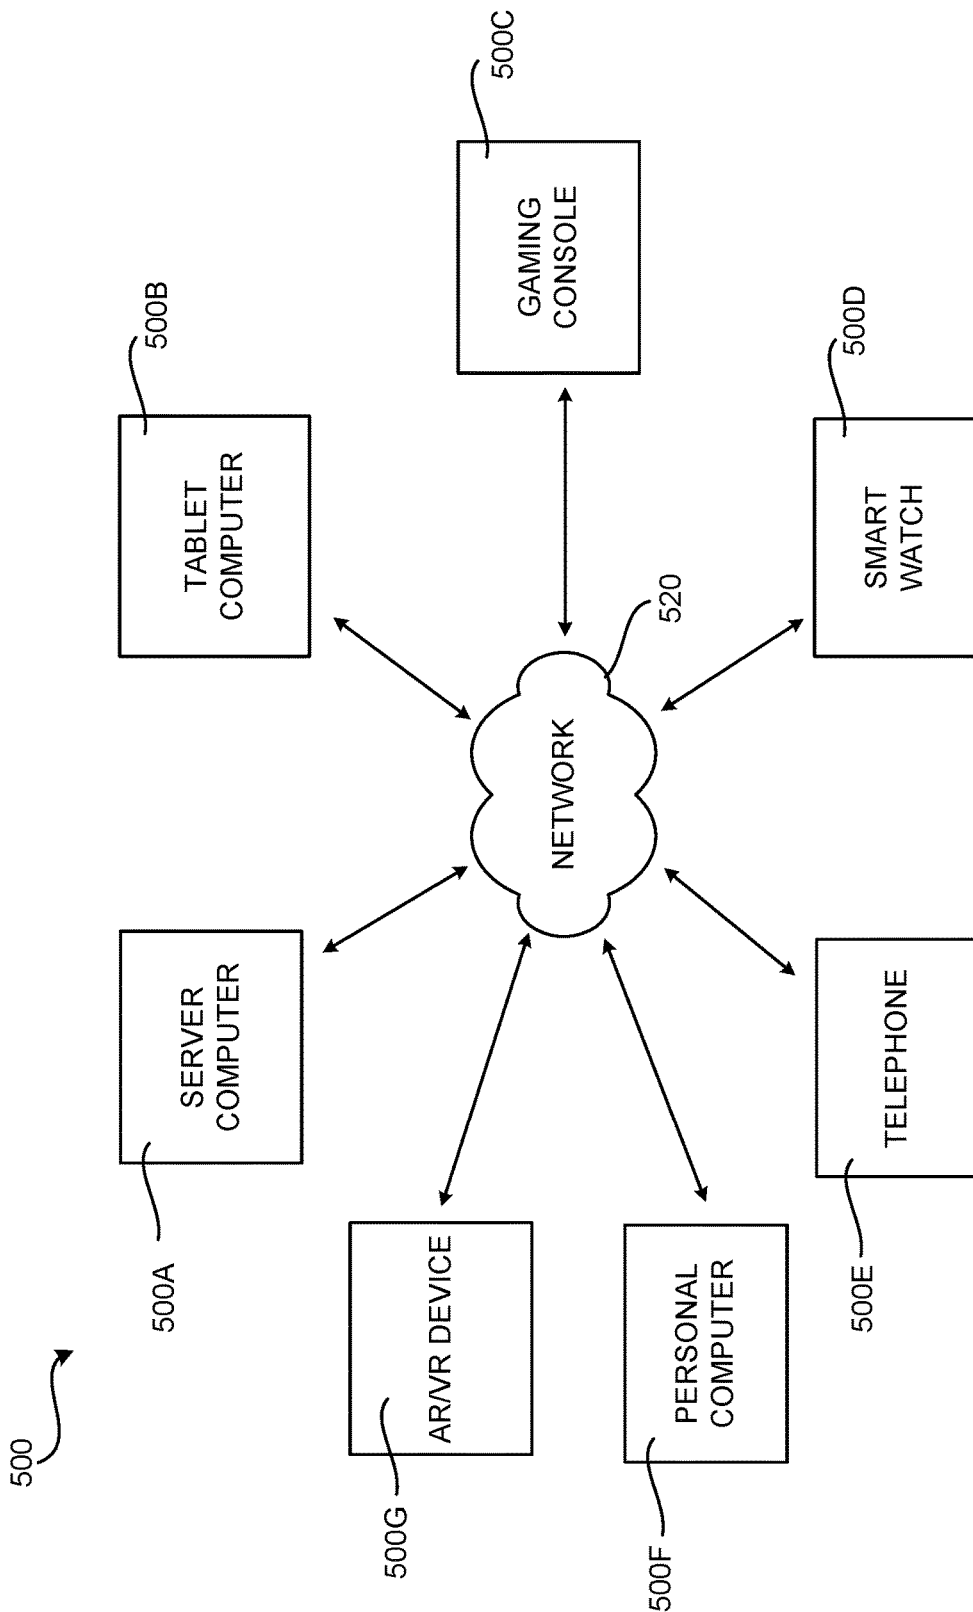 500
500A
SERVER
COMPUTER
500B
TABLET
COMPUTER
500G
AR/VR DEVICE
NETWORK
520
GAMING
CONSOLE
500C
500F
PERSONAL
COMPUTER
500E
TELEPHONE
500D
SMART
WATCH